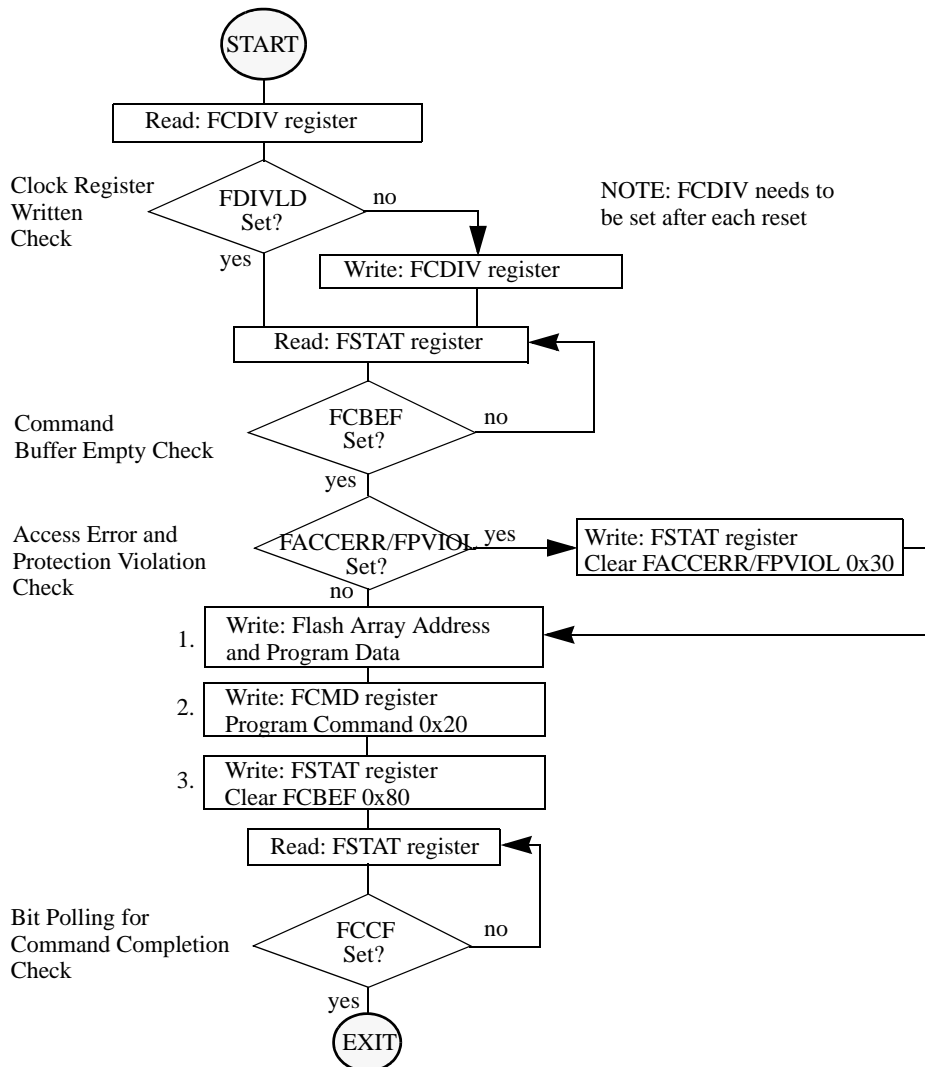 START
Read: FCDIV register
Clock Register
Written
Check
FDIVLD
Set?
no
yes
NOTE: FCDIV needs to
be set after each reset
Write: FCDIV register
Read: FSTAT register
Command
Buffer Empty Check
FCBEF
Set?
no
yes
Access Error and
Protection Violation
Check
FACCERR/FPVIOL
Set?
yes
no
Write: FSTAT register
Clear FACCERR/FPVIOL 0x30
1.
Write: Flash Array Address
and Program Data
2.
Write: FCMD register
Program Command 0x20
3.
Write: FSTAT register
Clear FCBEF 0x80
Read: FSTAT register
Bit Polling for
Command Completion
Check
FCCF
Set?
no
yes
EXIT